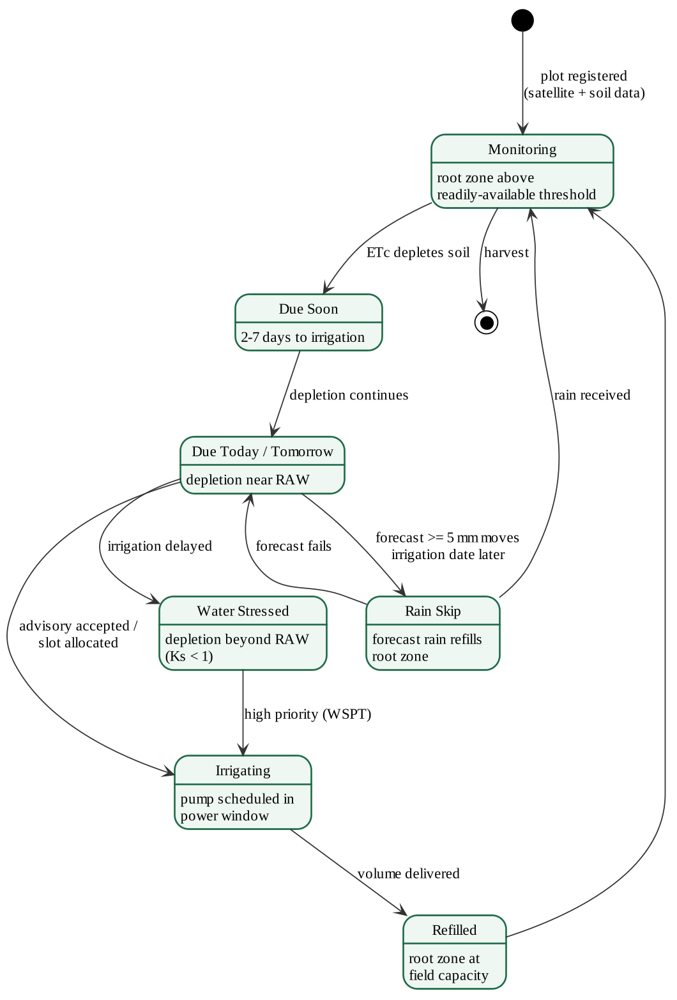 plot registered
(satellite + soil data)
Monitoring
root zone above
readily-available threshold
ETc depletes soil
harvest
Due Soon
2-7 days to irrigation
depletion continues
rain received
Due Today / Tomorrow
depletion near RAW
irrigation delayed
forecast fails
forecast >= 5 mm moves
irrigation date later
advisory accepted /
slot allocated
Water Stressed
depletion beyond RAW
(Ks < 1)
Rain Skip
forecast rain refills
root zone
high priority (WSPT)
Irrigating
pump scheduled in
power window
volume delivered
Refilled
root zone at
field capacity